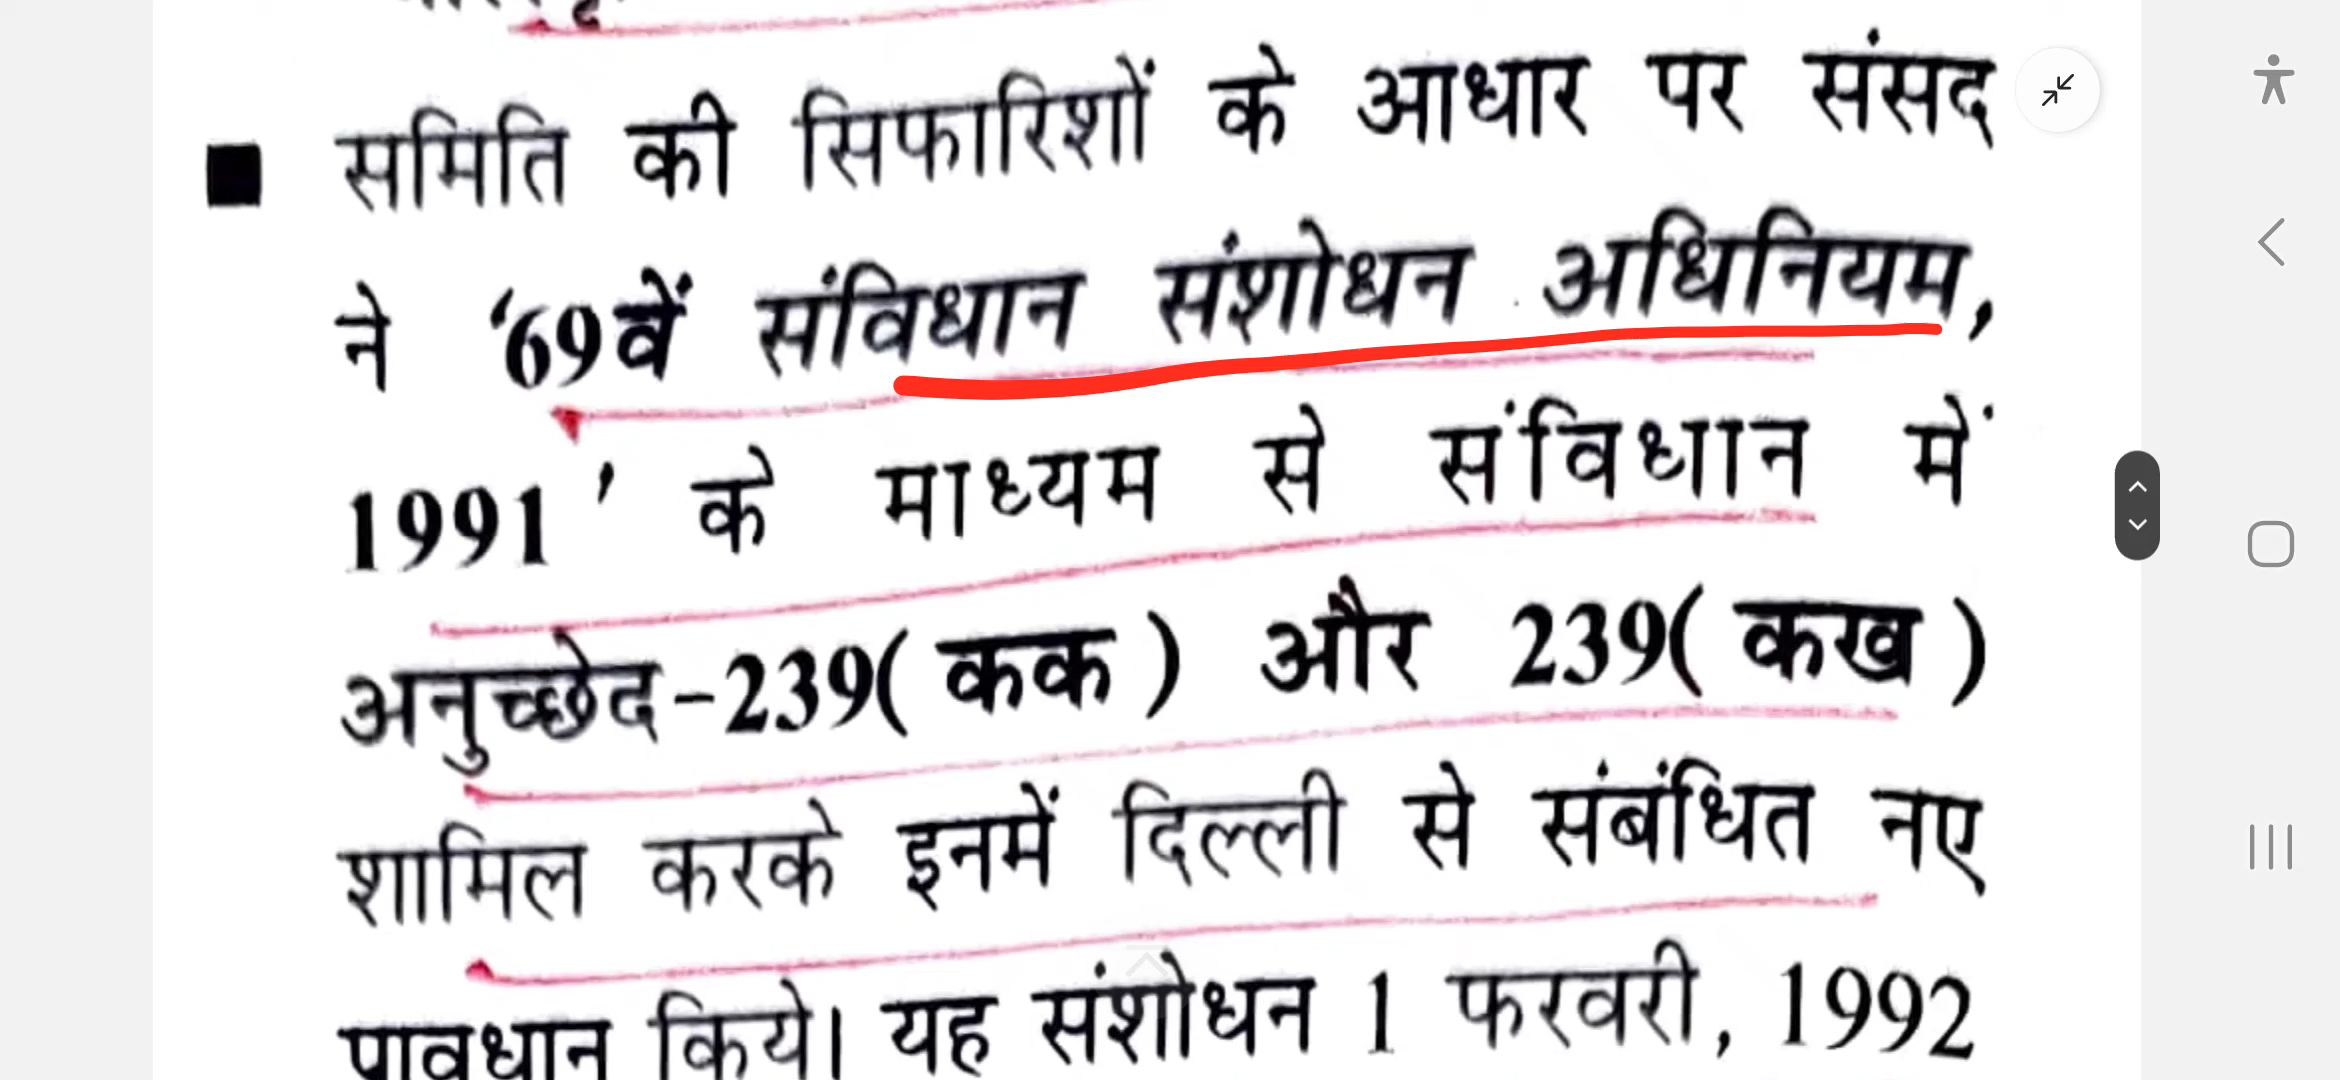 ■ समिति की सिफारिशों के आधार पर संसद
ने '69वें संविधान संशोधन अधिनियम,
1991' के माध्यम से संविधान में
अनुच्छेद-239(कक) और 239(कख)
शामिल करके इनमें दिल्ली से संबंधित नए
प्रावधान किये। यह संशोधन 1 फरवरी, 1992